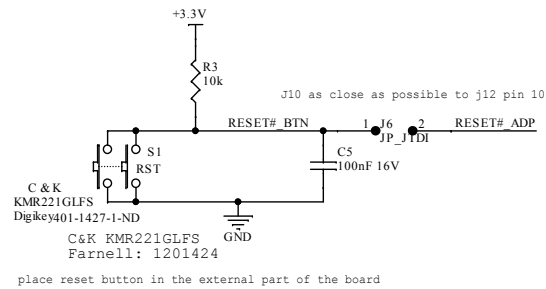 +3.3V
R3
10k
J10 as close as possible to j12 pin 10
RESET#_BTN
1 J6 2
JP_JTDI
RESET#_ADP
S1
RST
C5
100nF 16V
C & K
KMR221GLFS
Digikey401-1427-1-ND
GND
C&K KMR221GLFS
Farnell: 1201424
place reset button in the external part of the board